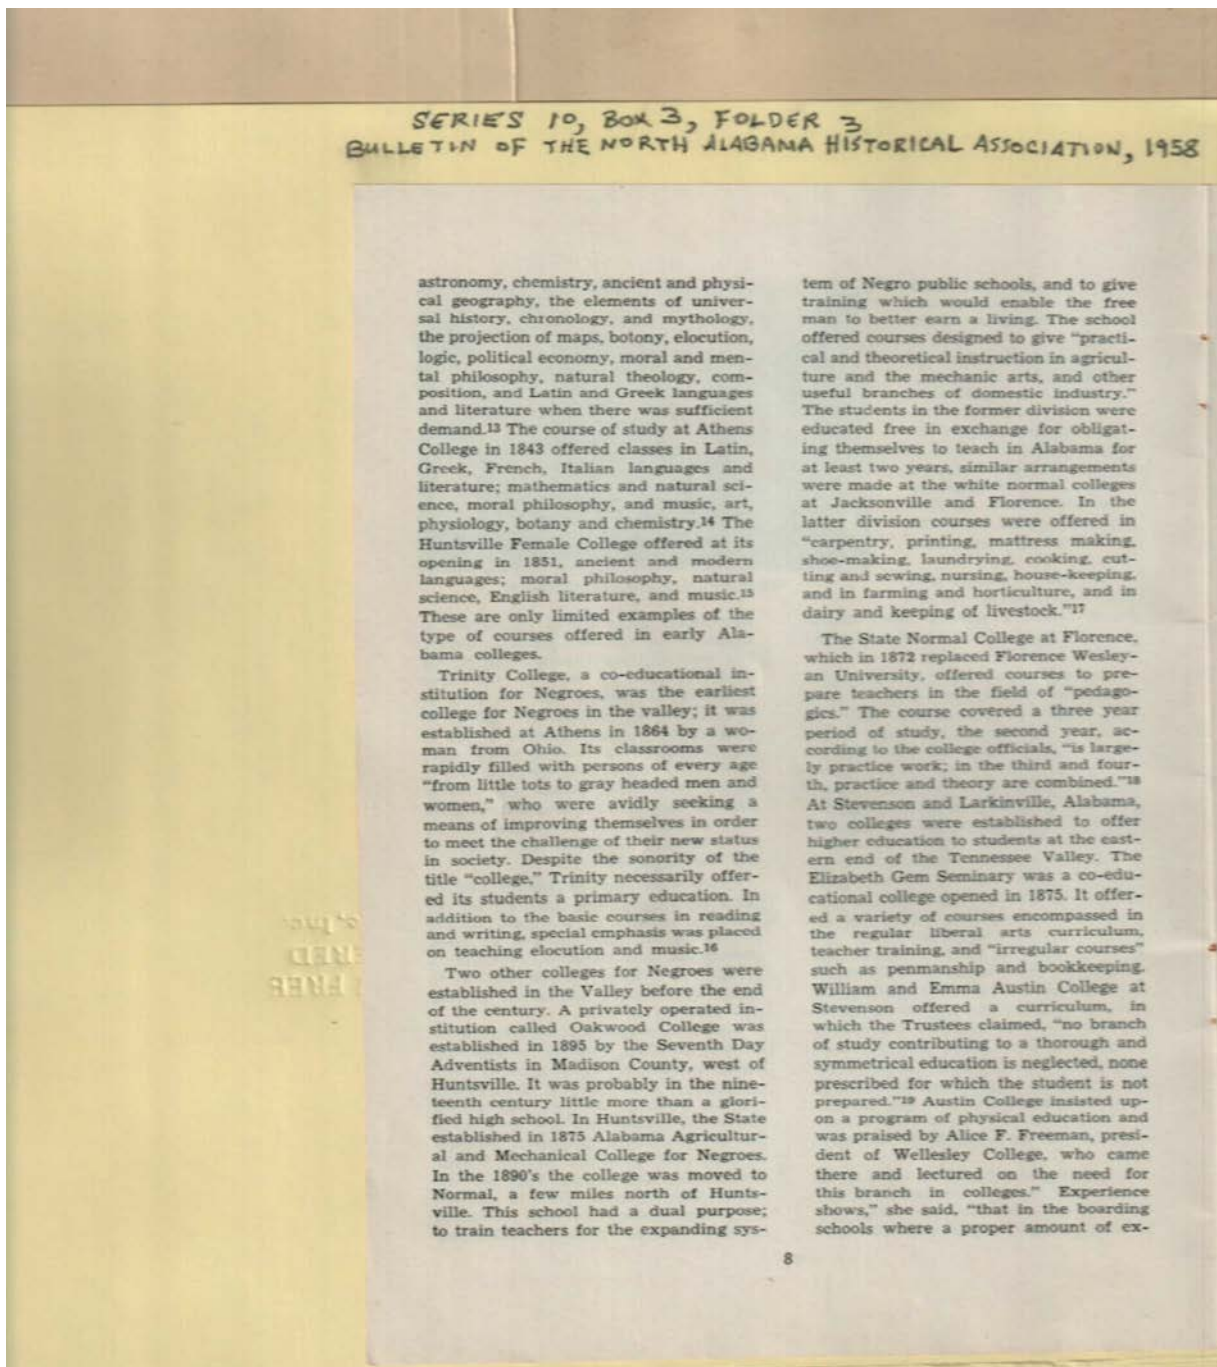 SERIES 10, BOX 3, FOLDER 3
BULLETIN OF THE NORTH ALABAMA HISTORICAL ASSOCIATION, 1958
astronomy, chemistry, ancient and physi-
cal geography, the elements of univer-
sal history, chronology, and mythology,
the projection of maps, botony, elocution,
logic, political economy, moral and men-
tal philosophy, natural theology, com-
position, and Latin and Greek languages
and literature when there was sufficient
demand.13 The course of study at Athens
College in 1843 offered classes in Latin,
Greek, French, Italian languages and
literature; mathematics and natural sci-
ence, moral philosophy, and music, art,
physiology, botany and chemistry.14 The
Huntsville Female College offered at its
opening in 1851, ancient and modern
languages; moral philosophy, natural
science, English literature, and music.15
These are only limited examples of the
type of courses offered in early Ala-
bama colleges.
Trinity College, a co-educational in-
stitution for Negroes, was the earliest
college for Negroes in the valley; it was
established at Athens in 1864 by a wo-
man from Ohio. Its classrooms were
rapidly filled with persons of every age
"from little tots to gray headed men and
women," who were avidly seeking a
means of improving themselves in order
to meet the challenge of their new status
in society. Despite the sonority of the
title "college," Trinity necessarily offer-
ed its students a primary education. In
addition to the basic courses in reading
and writing, special emphasis was placed
on teaching elocution and music.16
Two other colleges for Negroes were
established in the Valley before the end
of the century. A privately operated in-
stitution called Oakwood College was
established in 1895 by the Seventh Day
Adventists in Madison County, west of
Huntsville. It was probably in the nine-
teenth century little more than a glori-
fied high school. In Huntsville, the State
established in 1875 Alabama Agricultur-
al and Mechanical College for Negroes.
In the 1890's the college was moved to
Normal, a few miles north of Hunts-
ville. This school had a dual purpose;
to train teachers for the expanding sys-
tem of Negro public schools, and to give
training which would enable the free
man to better earn a living. The school
offered courses designed to give "practi-
cal and theoretical instruction in agricul-
ture and the mechanic arts, and other
useful branches of domestic industry."
The students in the former division were
educated free in exchange for obligat-
ing themselves to teach in Alabama for
at least two years, similar arrangements
were made at the white normal colleges
at Jacksonville and Florence. In the
latter division courses were offered in
"carpentry, printing, mattress making,
shoe-making, laundrying, cooking, cut-
ting and sewing, nursing, house-keeping,
and in farming and horticulture, and in
dairy and keeping of livestock."17
The State Normal College at Florence,
which in 1872 replaced Florence Wesley-
an University, offered courses to pre-
pare teachers in the field of "pedago-
gics." The course covered a three year
period of study, the second year, ac-
cording to the college officials, "is large-
ly practice work; in the third and four-
th, practice and theory are combined."18
At Stevenson and Larkinville, Alabama,
two colleges were established to offer
higher education to students at the east-
ern end of the Tennessee Valley. The
Elizabeth Gem Seminary was a co-edu-
cational college opened in 1875. It offer-
ed a variety of courses encompassed in
the regular liberal arts curriculum,
teacher training, and "irregular courses"
such as penmanship and bookkeeping.
William and Emma Austin College at
Stevenson offered a curriculum, in
which the Trustees claimed, "no branch
of study contributing to a thorough and
symmetrical education is neglected, none
prescribed for which the student is not
prepared."19 Austin College insisted up-
on a program of physical education and
was praised by Alice F. Freeman, presi-
dent of Wellesley College, who came
there and lectured on the need for
this branch in colleges." Experience
shows," she said, "that in the boarding
schools where a proper amount of ex-
8